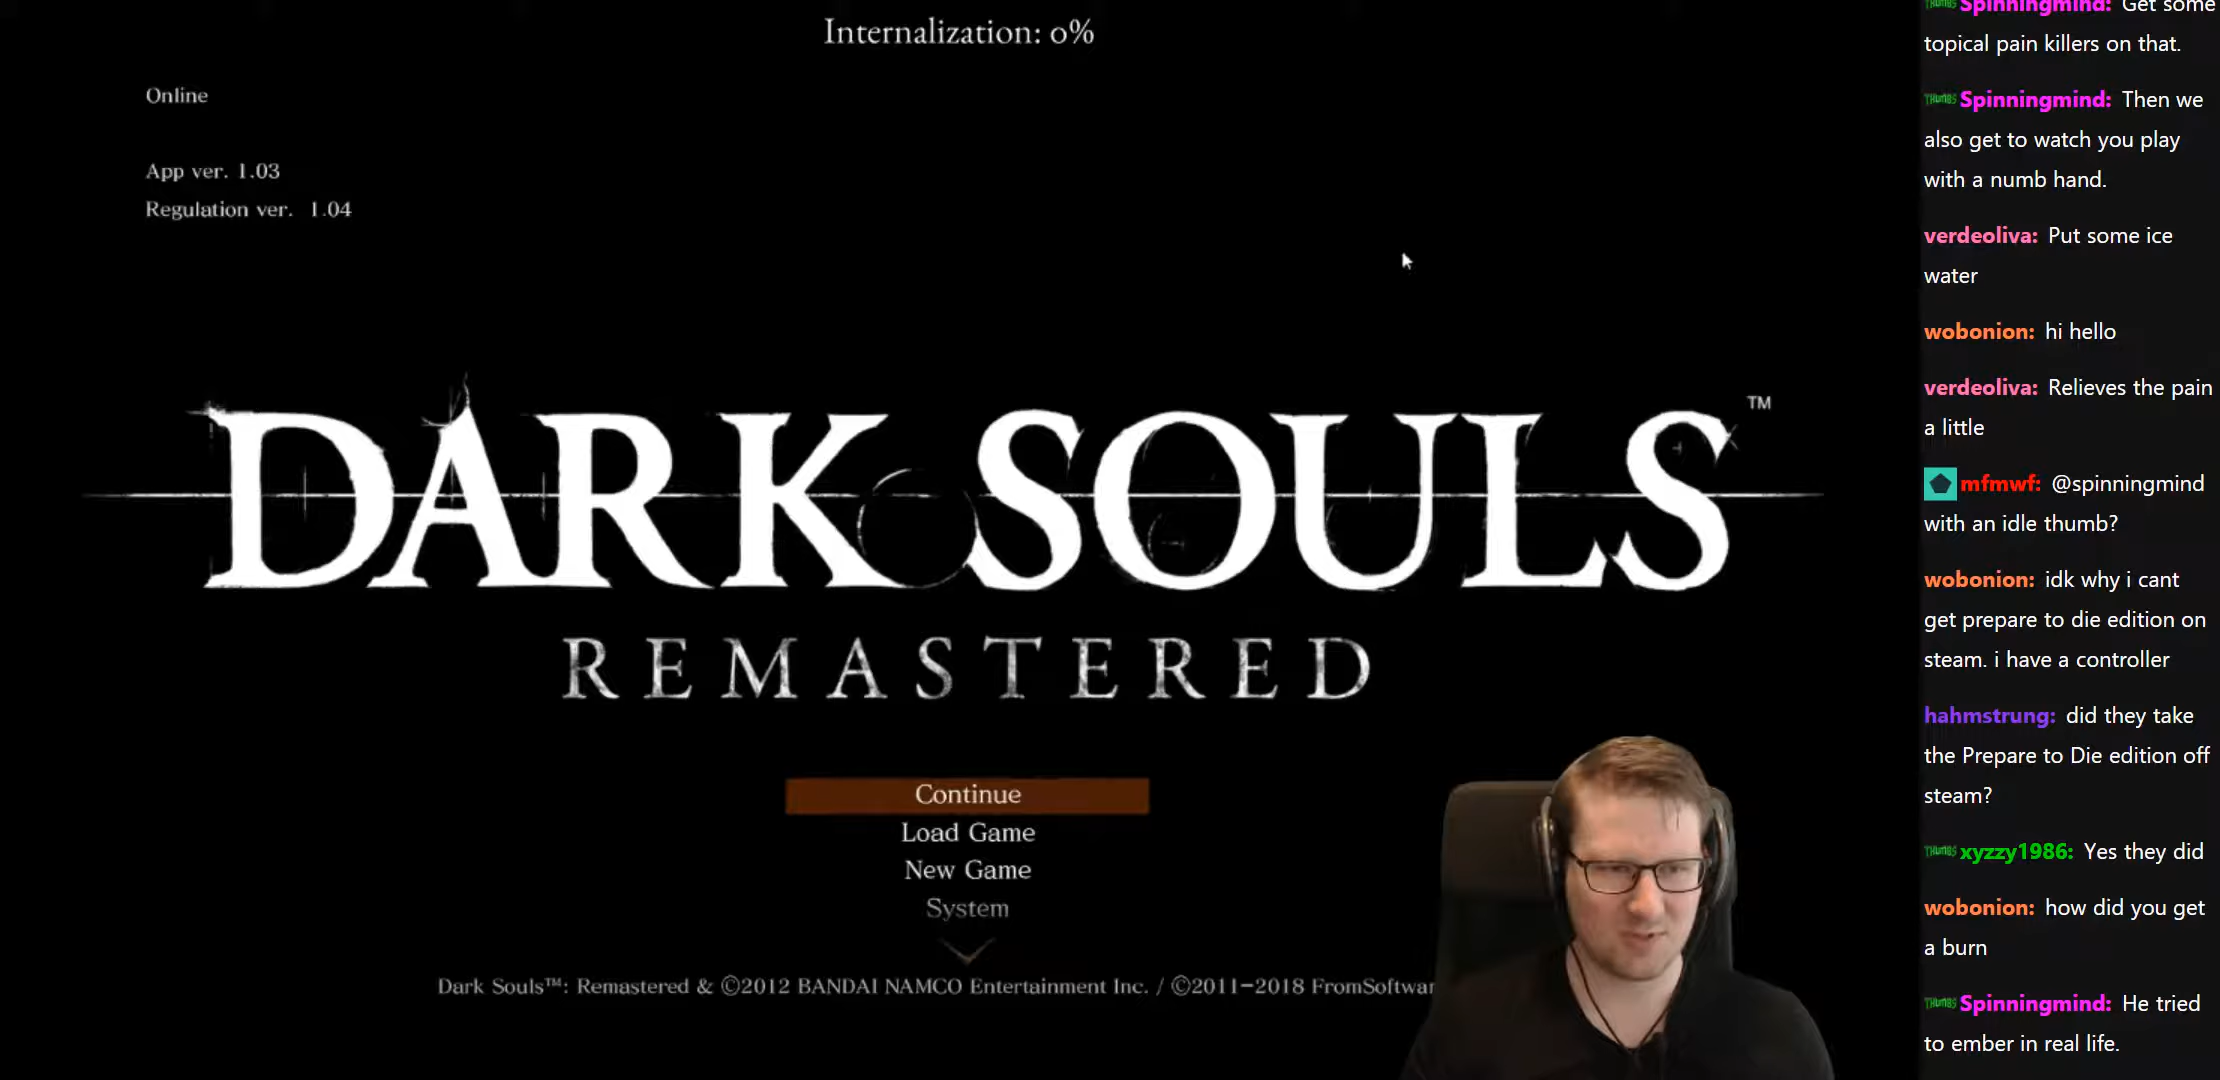 Internalization: 0%
Online
App ver. 1.03
Regulation ver. 1.04
DARK SOULS™
REMASTERED
Continue
Load Game
New Game
System
Dark Souls™: Remastered & ©2012 BANDAI NAMCO Entertainment Inc. / ©2011-2018 FromSoftwar
THUMBS Spinningmind: Get some
topical pain killers on that.
THUMBS Spinningmind: Then we
also get to watch you play
with a numb hand.
verdeoliva: Put some ice
water
wobonion: hi hello
verdeoliva: Relieves the pain
a little
mfmwf: @spinningmind
with an idle thumb?
wobonion: idk why i cant
get prepare to die edition on
steam. i have a controller
hahmstrung: did they take
the Prepare to Die edition off
steam?
THUMBS xyzzy1986: Yes they did
wobonion: how did you get
a burn
THUMBS Spinningmind: He tried
to ember in real life.